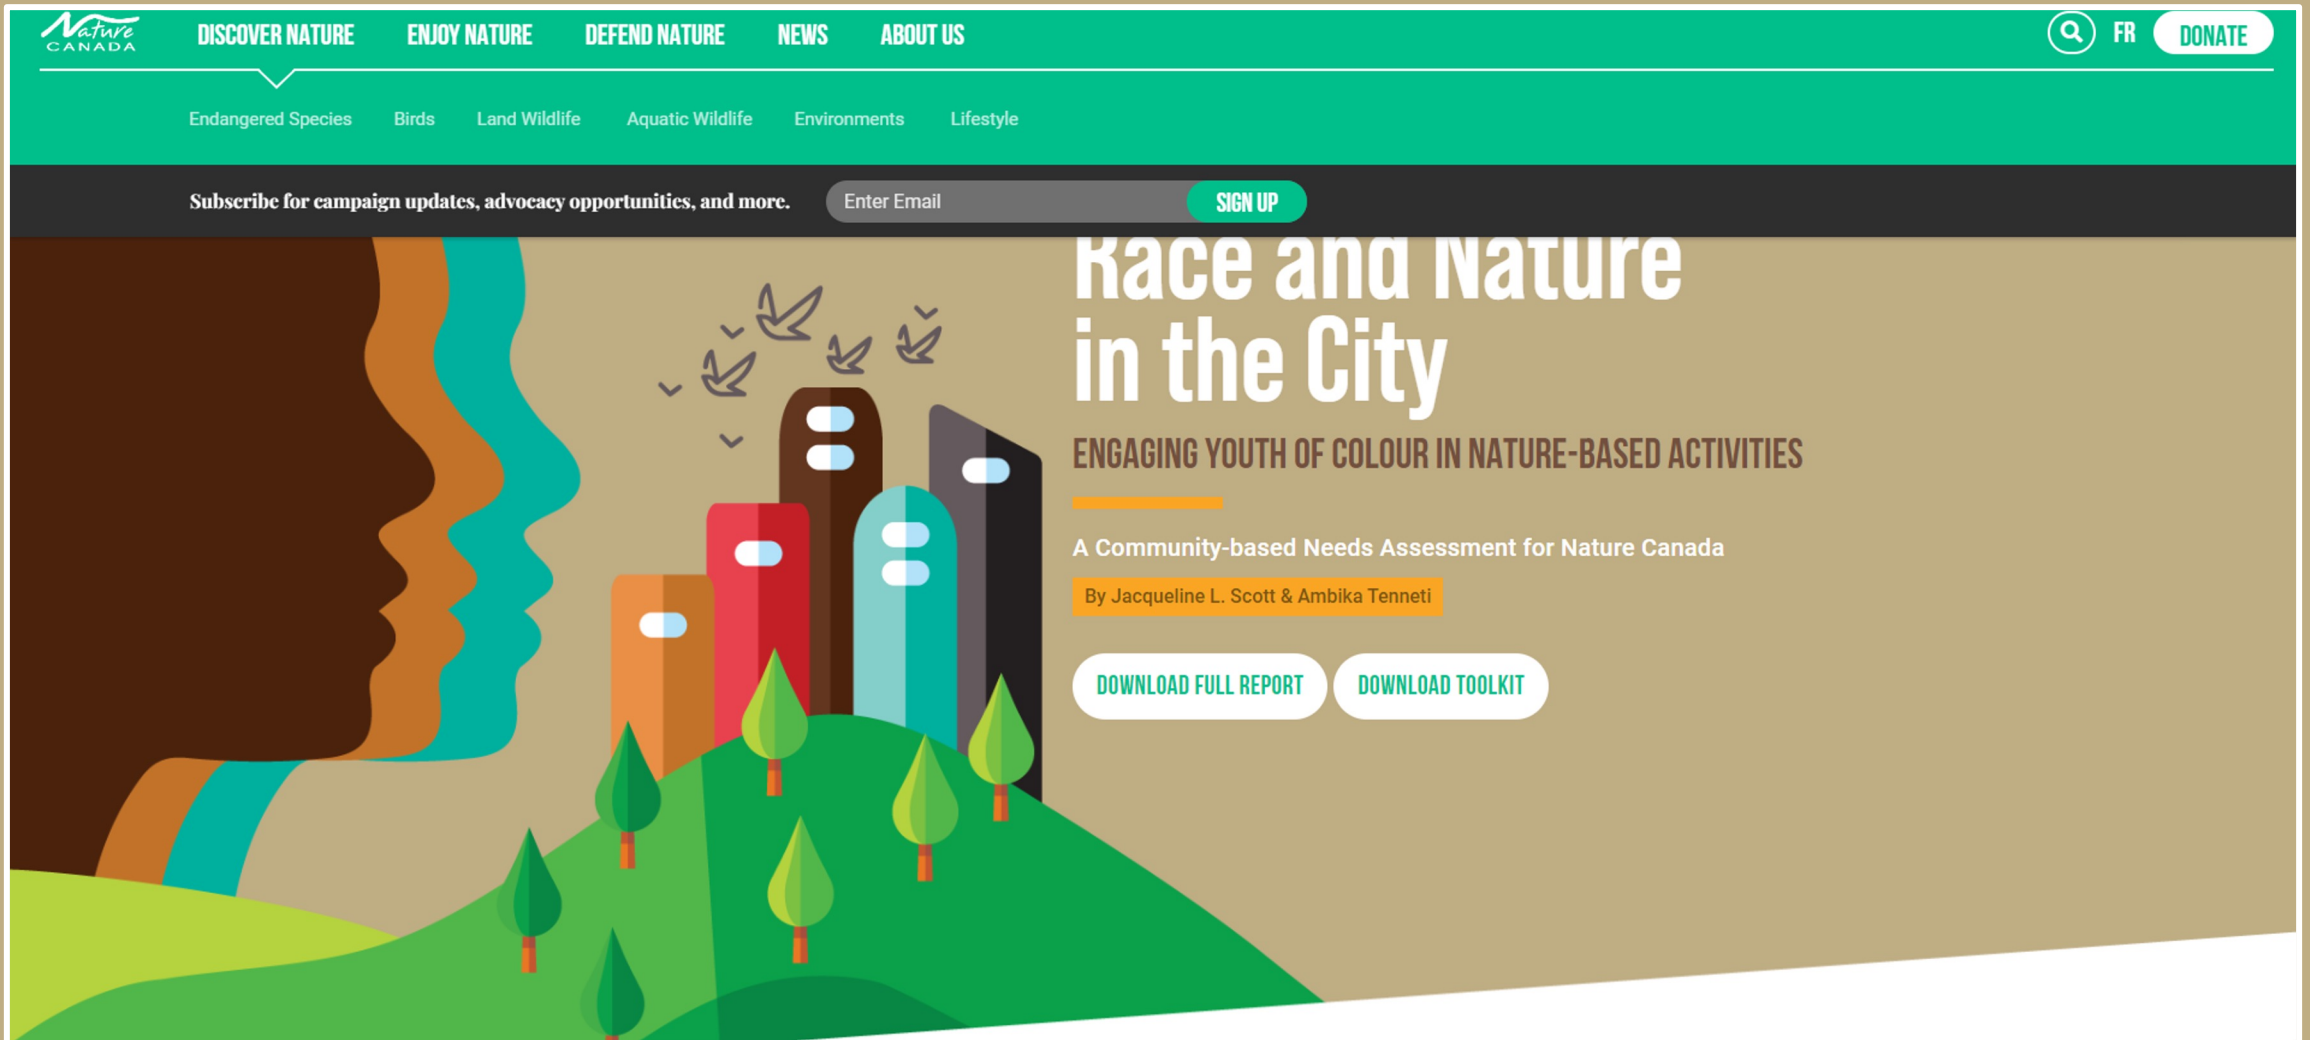 Nature
CANADA
DISCOVER NATURE ENJOY NATURE DEFEND NATURE NEWS ABOUT US FR DONATE
Endangered Species Birds Land Wildlife Aquatic Wildlife Environments Lifestyle
Subscribe for campaign updates, advocacy opportunities, and more. Enter Email SIGN UP
Race and Nature
in the City
ENGAGING YOUTH OF COLOUR IN NATURE-BASED ACTIVITIES
A Community-based Needs Assessment for Nature Canada
By Jacqueline L. Scott & Ambika Tenneti
DOWNLOAD FULL REPORT DOWNLOAD TOOLKIT